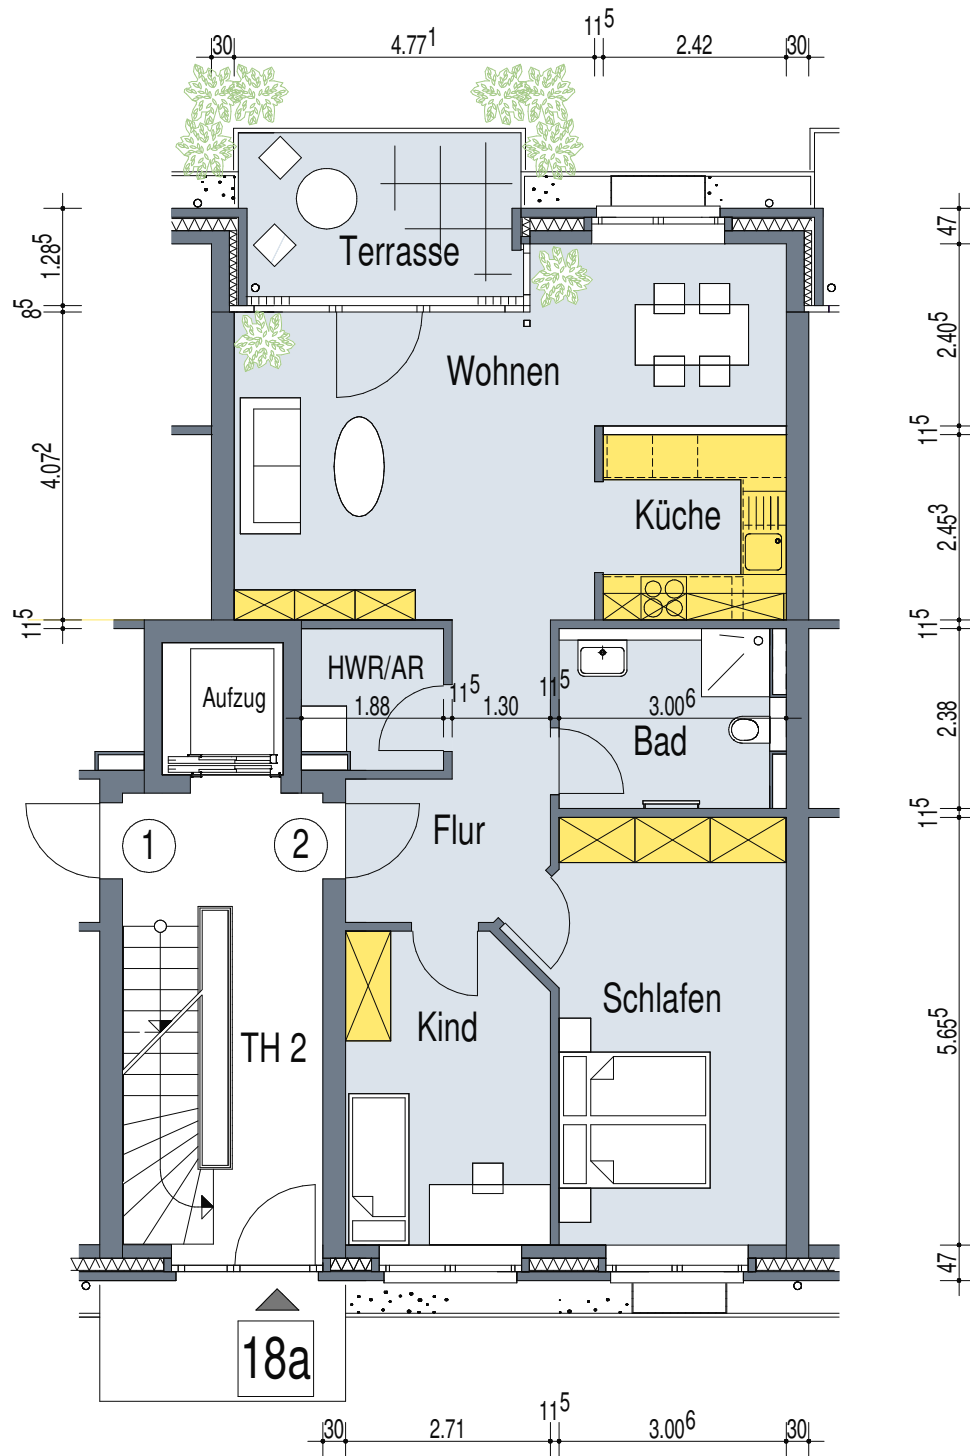 30 4.77¹ 11⁵ 2.42 30
Terrasse
1.28⁵
47
8⁵
2.40⁵
Wohnen
11⁵
4.07²
Küche
2.45³
11⁵
11⁵
HWR/AR
Aufzug
1.88 11⁵ 1.30 11⁵ 3.00⁶
2.38
Bad
11⁵
1 2 Flur
Schlafen
Kind
TH 2
5.65⁵
47
18a
30 2.71 11⁵ 3.00⁶ 30